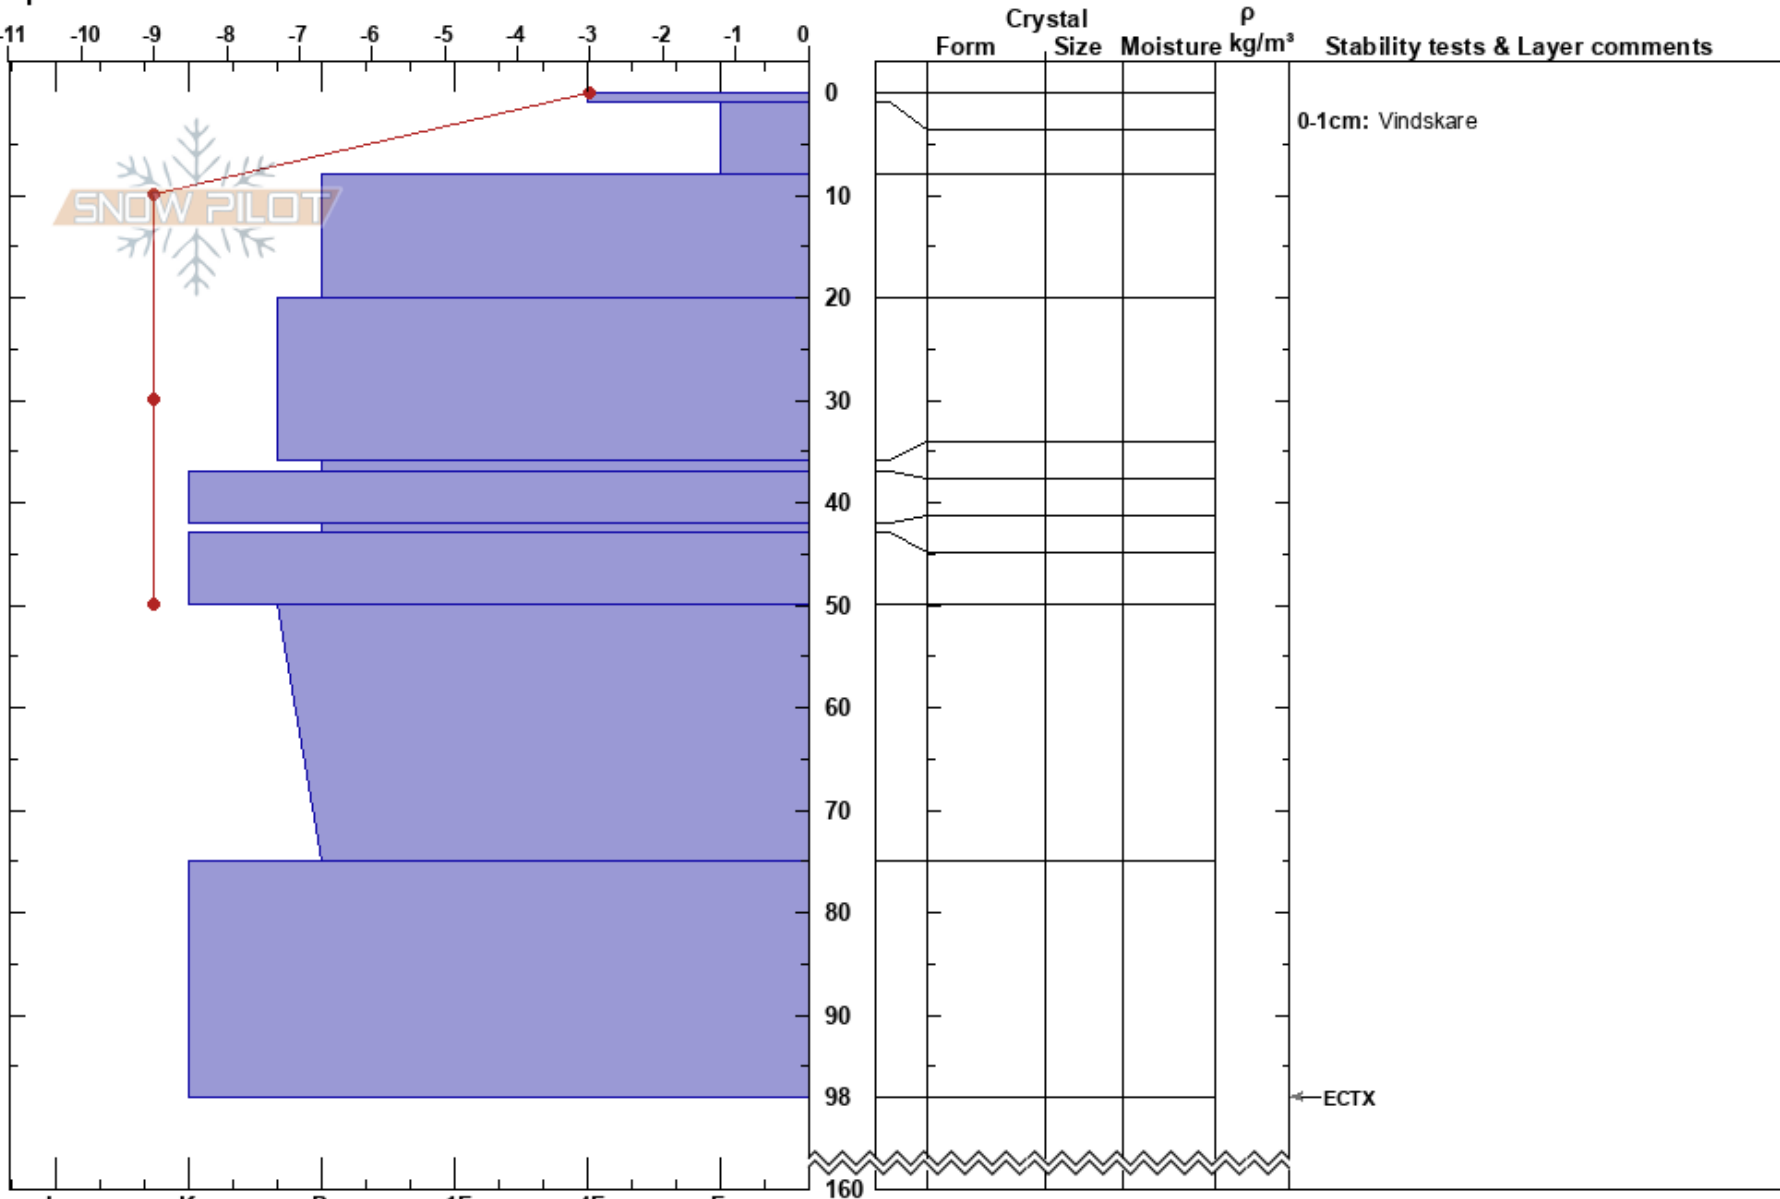 Crystal ρ
-11 -10 -9 -8 -7 -6 -5 -4 -3 -2 -1 0
Form Size Moisture kg/m³ Stability tests & Layer comments
0
0-1cm: Vindskare
10
SNOW PILOT
20
30
40
50
60
70
80
90
98 ECTX
160